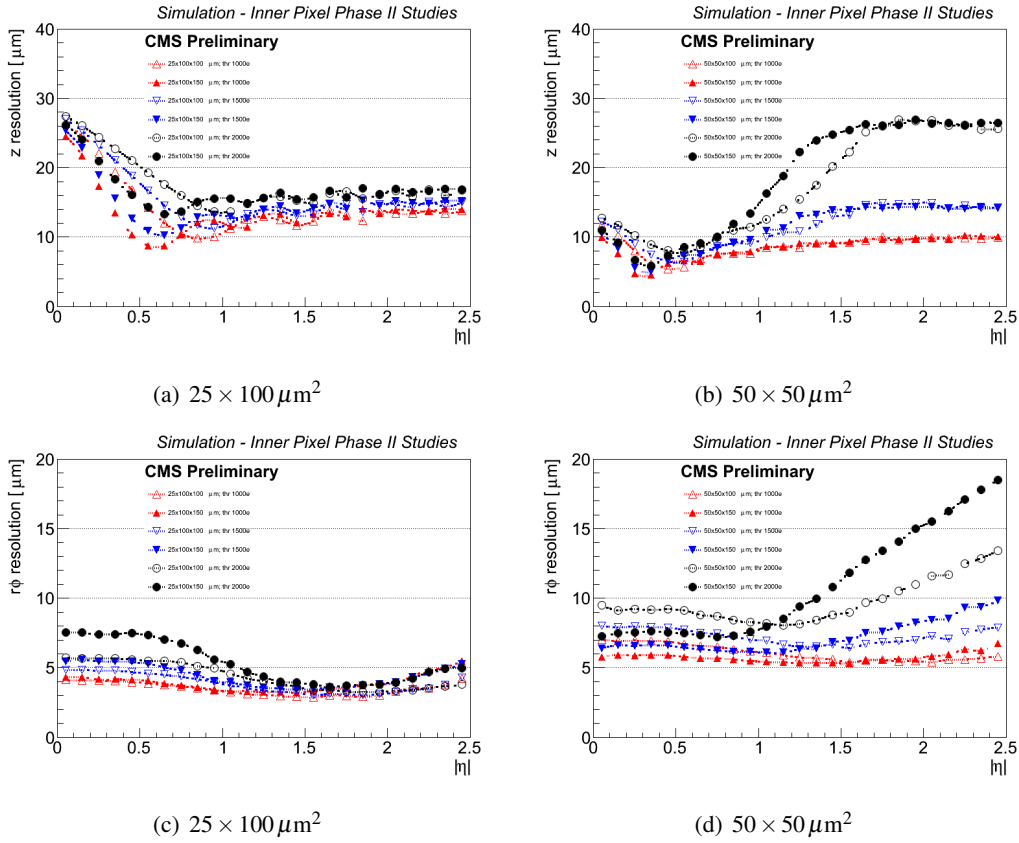 Simulation - Inner Pixel Phase II Studies
CMS Preliminary
z resolution [ μm]
40
30
20
10
0
25x100x100 μm; thr 1000e
25x100x150 μm; thr 1000e
25x100x100 μm; thr 1500e
25x100x150 μm; thr 1500e
25x100x100 μm; thr 2000e
25x100x150 μm; thr 2000e
0 0.5 1 1.5 2 2.5
|η|
(a) 25 × 100 μm²
Simulation - Inner Pixel Phase II Studies
CMS Preliminary
z resolution [ μm]
40
30
20
10
0
50x50x100 μm; thr 1000e
50x50x150 μm; thr 1000e
50x50x100 μm; thr 1500e
50x50x150 μm; thr 1500e
50x50x100 μm; thr 2000e
50x50x150 μm; thr 2000e
0 0.5 1 1.5 2 2.5
|η|
(b) 50 × 50 μm²
Simulation - Inner Pixel Phase II Studies
CMS Preliminary
rϕ resolution [ μm]
20
15
10
5
0
25x100x100 μm; thr 1000e
25x100x150 μm; thr 1000e
25x100x100 μm; thr 1500e
25x100x150 μm; thr 1500e
25x100x100 μm; thr 2000e
25x100x150 μm; thr 2000e
0 0.5 1 1.5 2 2.5
|η|
(c) 25 × 100 μm²
Simulation - Inner Pixel Phase II Studies
CMS Preliminary
rϕ resolution [ μm]
20
15
10
5
0
50x50x100 μm; thr 1000e
50x50x150 μm; thr 1000e
50x50x100 μm; thr 1500e
50x50x150 μm; thr 1500e
50x50x100 μm; thr 2000e
50x50x150 μm; thr 2000e
0 0.5 1 1.5 2 2.5
|η|
(d) 50 × 50 μm²